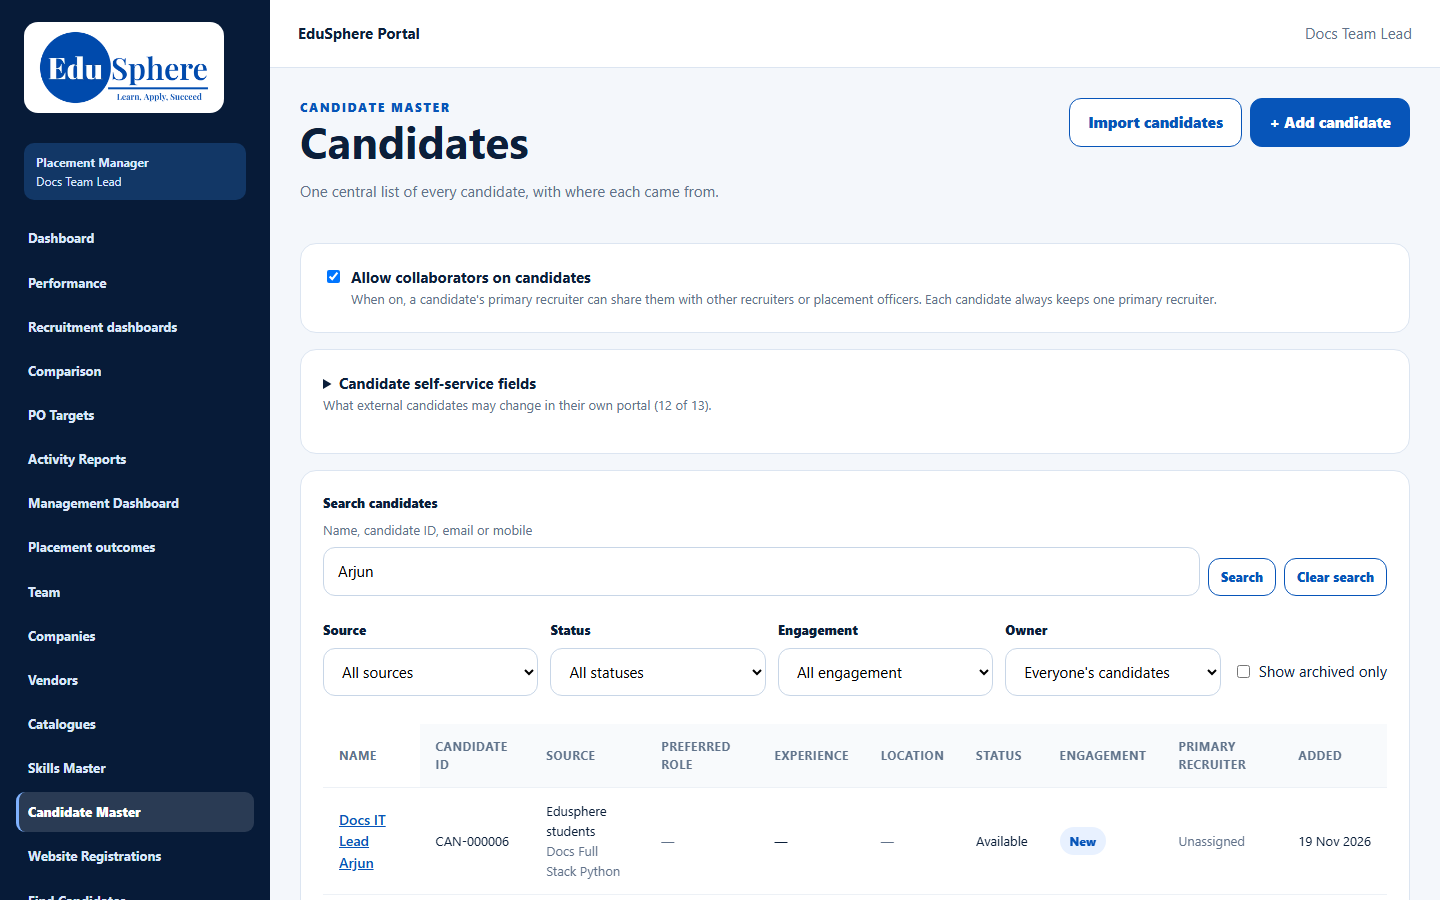 EduSphere
Learn. Apply, Succeed
Placement Manager
Docs Team Lead
Dashboard
Performance
Recruitment dashboards
Comparison
PO Targets
Activity Reports
Management Dashboard
Placement outcomes
Team
Companies
Vendors
Catalogues
Skills Master
Candidate Master
Website Registrations
Find Candidates
EduSphere Portal
Docs Team Lead
CANDIDATE MASTER
Candidates
One central list of every candidate, with where each came from.
Import candidates
+ Add candidate
Allow collaborators on candidates
When on, a candidate's primary recruiter can share them with other recruiters or placement officers. Each candidate always keeps one primary recruiter.
Candidate self-service fields
What external candidates may change in their own portal (12 of 13).
Search candidates
Name, candidate ID, email or mobile
Arjun
Search
Clear search
Source
Status
Engagement
Owner
All sources
All statuses
All engagement
Everyone's candidates
Show archived only
NAME
CANDIDATE
ID
SOURCE
PREFERRED
ROLE
EXPERIENCE
LOCATION
STATUS
ENGAGEMENT
PRIMARY
RECRUITER
ADDED
Docs IT
Lead
Arjun
CAN-000006
Edusphere
students
Docs Full
Stack Python
—
—
—
Available
New
Unassigned
19 Nov 2026